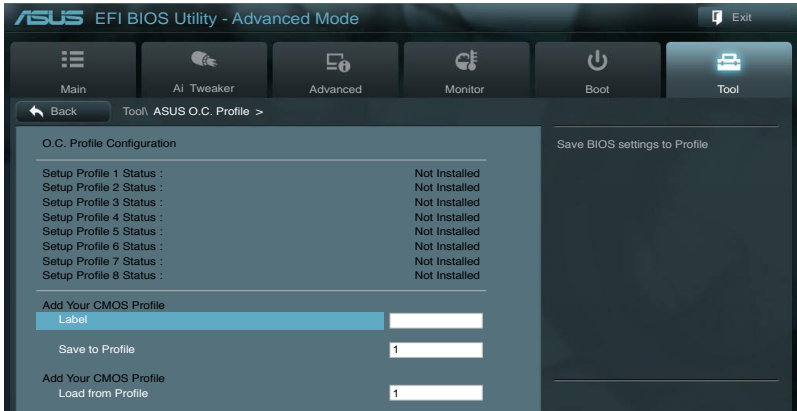 ASUS EFI BIOS Utility - Advanced Mode
Exit
Main
Ai Tweaker
Advanced
Monitor
Boot
Tool
Back
Tool\ ASUS O.C. Profile >
O.C. Profile Configuration
Save BIOS settings to Profile
Setup Profile 1 Status : Not Installed
Setup Profile 2 Status : Not Installed
Setup Profile 3 Status : Not Installed
Setup Profile 4 Status : Not Installed
Setup Profile 5 Status : Not Installed
Setup Profile 6 Status : Not Installed
Setup Profile 7 Status : Not Installed
Setup Profile 8 Status : Not Installed
Add Your CMOS Profile
Label
Save to Profile 1
Add Your CMOS Profile
Load from Profile 1